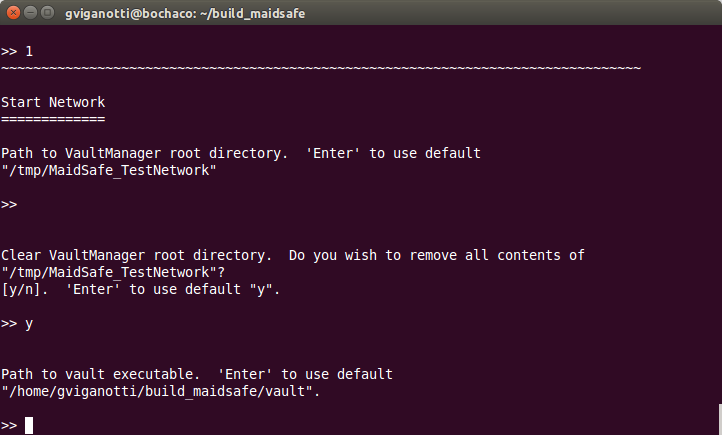 gviganotti@bochaco: ~/build_maidsafe
>> 1
~~~~~~~~~~~~~~~~~~~~~~~~~~~~~~~~~~~~~~~~~~~~~~~~~~~~~~~~~~~~~~~~~~~~~~~~~~~~~~~~
Start Network
=============
Path to VaultManager root directory.  'Enter' to use default
"/tmp/MaidSafe_TestNetwork"
>>
Clear VaultManager root directory.  Do you wish to remove all contents of
"/tmp/MaidSafe_TestNetwork"?
[y/n].  'Enter' to use default "y".
>> y
Path to vault executable.  'Enter' to use default
"/home/gviganotti/build_maidsafe/vault".
>>